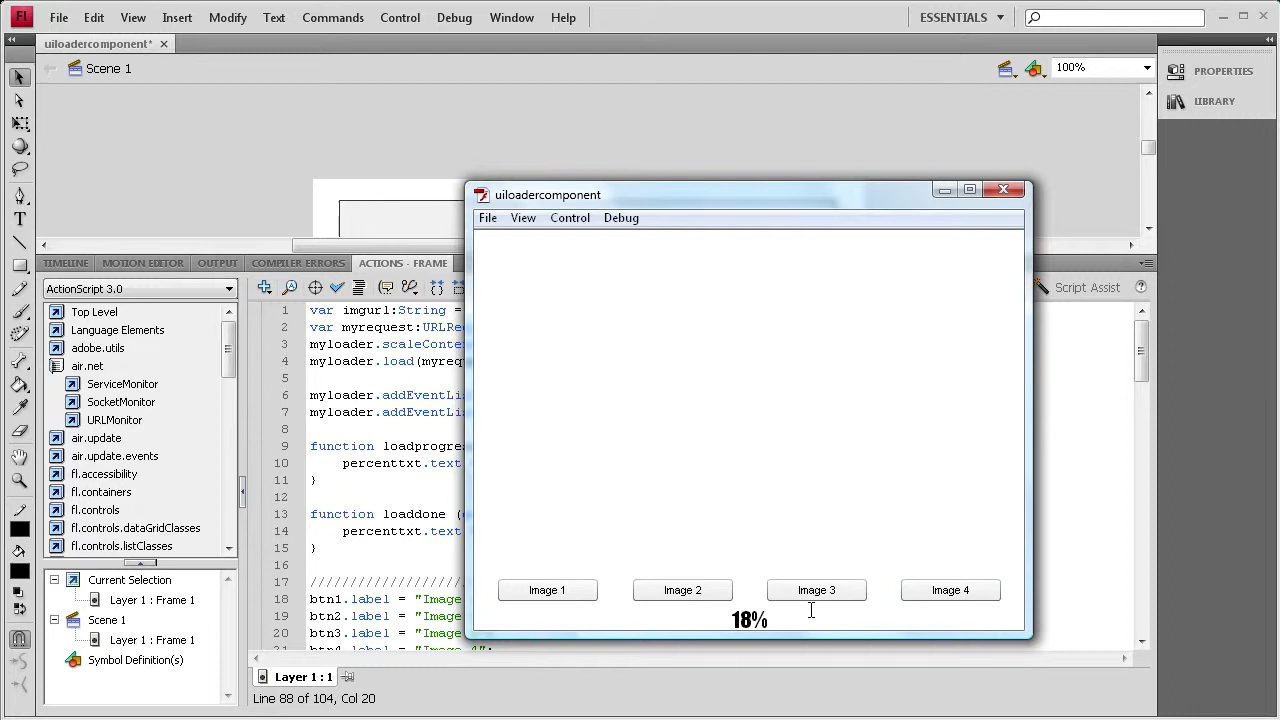 Fl File Edit View Insert Modify Text Commands Control Debug Window Help ESSENTIALS
uiloadercomponent*
Scene 1 100%
PROPERTIES
LIBRARY
uiloadercomponent
File View Control Debug
TIMELINE MOTION EDITOR OUTPUT COMPILER ERRORS ACTIONS - FRAME
ActionScript 3.0 Script Assist
Top Level
Language Elements
adobe.utils
air.net
ServiceMonitor
SocketMonitor
URLMonitor
air.update
air.update.events
fl.accessibility
fl.containers
fl.controls
fl.controls.dataGridClasses
fl.controls.listClasses
Current Selection
Layer 1 : Frame 1
Scene 1
Layer 1 : Frame 1
Symbol Definition(s)
1 var imgurl:String =
2 var myrequest:URLRe
3 myloader.scaleConte
4 myloader.load(myreq
5
6 myloader.addEventLi
7 myloader.addEventLi
8
9 function loadprogre
10 percenttxt.text
11 }
12
13 function loaddone (
14 percenttxt.text
15 }
16
17 ///////////////////
18 btn1.label = "Image
19 btn2.label = "Image
20 btn3.label = "Image
Image 1 Image 2 Image 3 Image 4
18%
Layer 1 : 1
Line 88 of 104, Col 20